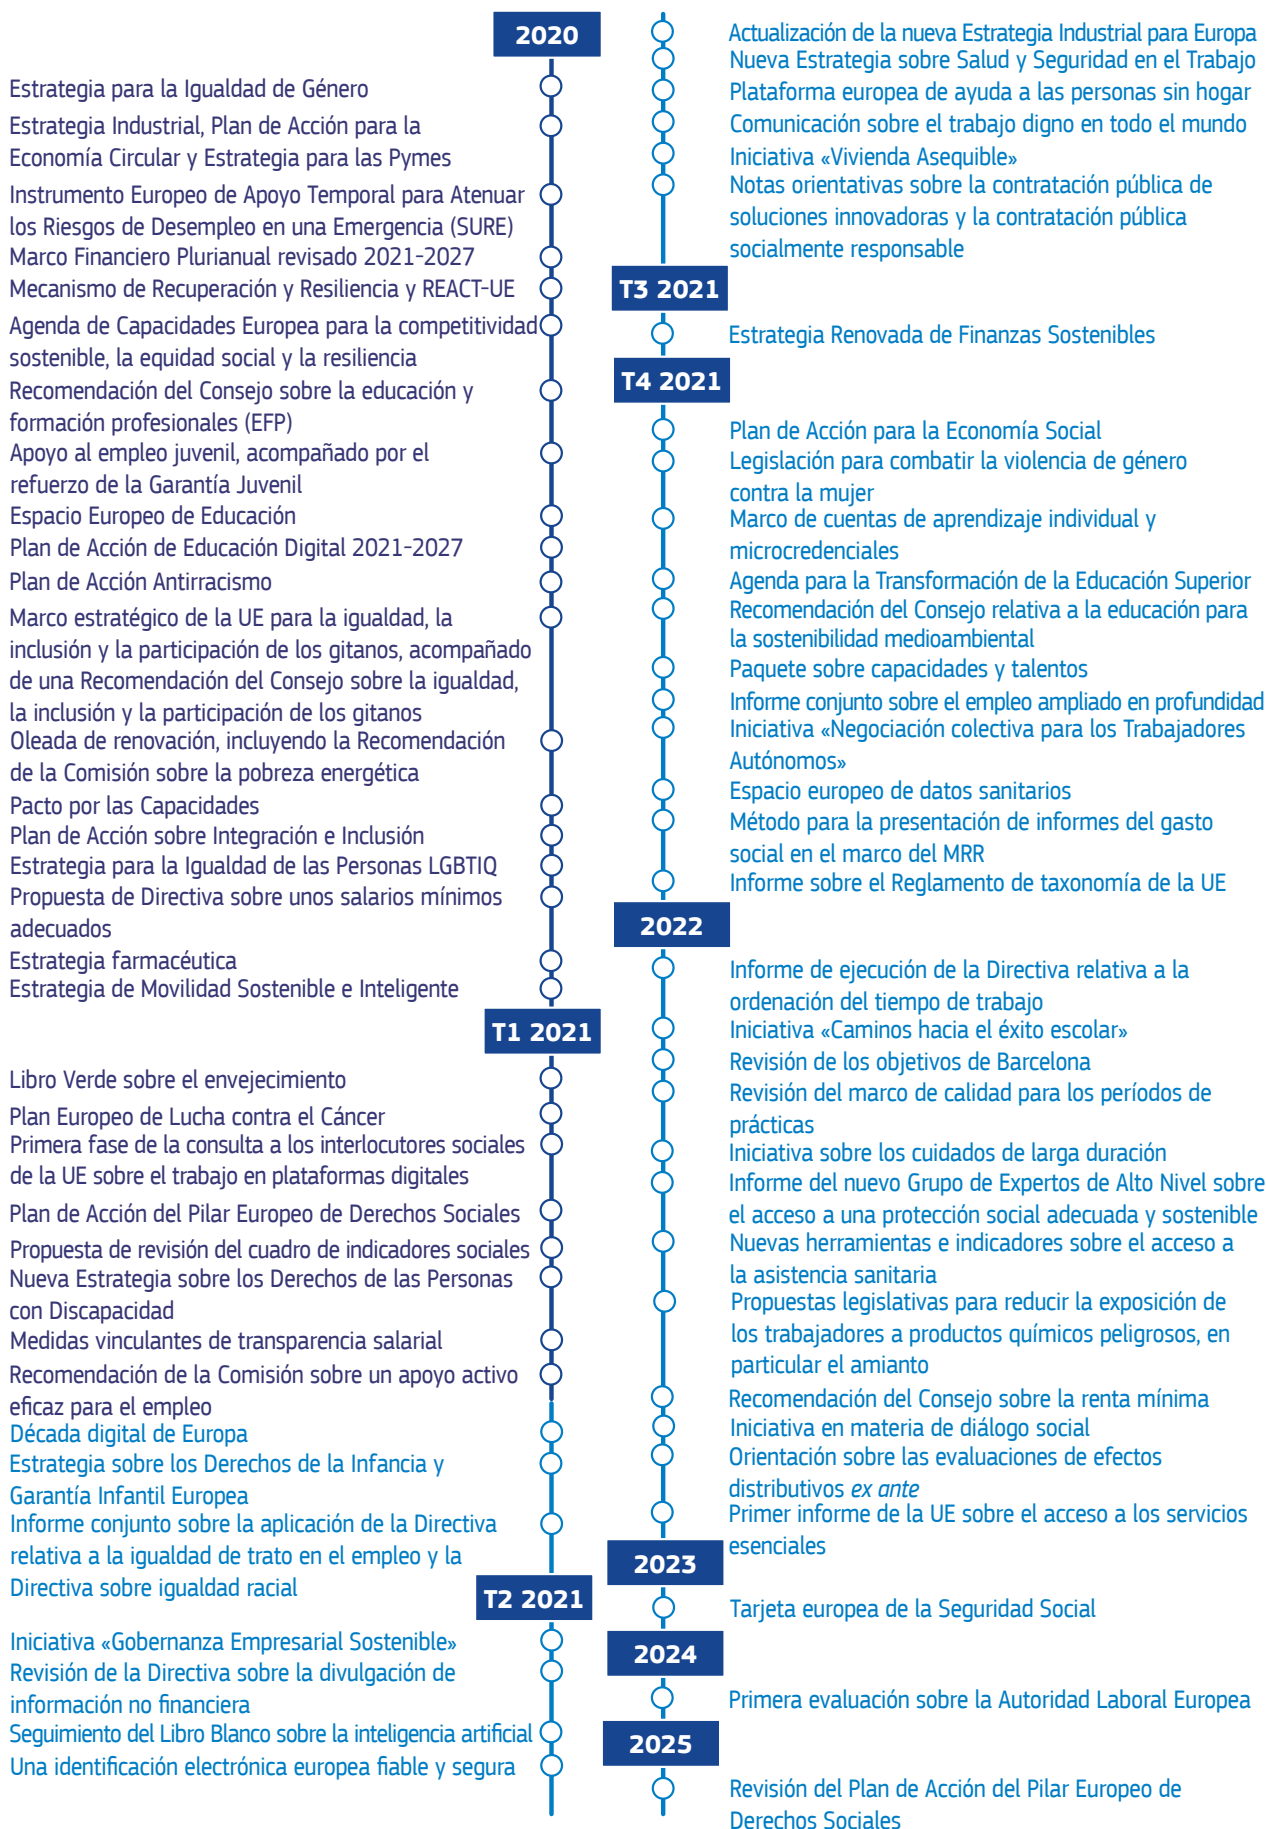 2020
Estrategia para la Igualdad de Género
Estrategia Industrial, Plan de Acción para la
Economía Circular y Estrategia para las Pymes
Instrumento Europeo de Apoyo Temporal para Atenuar
los Riesgos de Desempleo en una Emergencia (SURE)
Marco Financiero Plurianual revisado 2021-2027
Mecanismo de Recuperación y Resiliencia y REACT-UE
Agenda de Capacidades Europea para la competitividad
sostenible, la equidad social y la resiliencia
Recomendación del Consejo sobre la educación y
formación profesionales (EFP)
Apoyo al empleo juvenil, acompañado por el
refuerzo de la Garantía Juvenil
Espacio Europeo de Educación
Plan de Acción de Educación Digital 2021-2027
Plan de Acción Antirracismo
Marco estratégico de la UE para la igualdad, la
inclusión y la participación de los gitanos, acompañado
de una Recomendación del Consejo sobre la igualdad,
la inclusión y la participación de los gitanos
Oleada de renovación, incluyendo la Recomendación
de la Comisión sobre la pobreza energética
Pacto por las Capacidades
Plan de Acción sobre Integración e Inclusión
Estrategia para la Igualdad de las Personas LGBTIQ
Propuesta de Directiva sobre unos salarios mínimos
adecuados
Estrategia farmacéutica
Estrategia de Movilidad Sostenible e Inteligente
T1 2021
Libro Verde sobre el envejecimiento
Plan Europeo de Lucha contra el Cáncer
Primera fase de la consulta a los interlocutores sociales
de la UE sobre el trabajo en plataformas digitales
Plan de Acción del Pilar Europeo de Derechos Sociales
Propuesta de revisión del cuadro de indicadores sociales
Nueva Estrategia sobre los Derechos de las Personas
con Discapacidad
Medidas vinculantes de transparencia salarial
Recomendación de la Comisión sobre un apoyo activo
eficaz para el empleo
Década digital de Europa
Estrategia sobre los Derechos de la Infancia y
Garantía Infantil Europea
Informe conjunto sobre la aplicación de la Directiva
relativa a la igualdad de trato en el empleo y la
Directiva sobre igualdad racial
T2 2021
Iniciativa «Gobernanza Empresarial Sostenible»
Revisión de la Directiva sobre la divulgación de
información no financiera
Seguimiento del Libro Blanco sobre la inteligencia artificial
Una identificación electrónica europea fiable y segura
Actualización de la nueva Estrategia Industrial para Europa
Nueva Estrategia sobre Salud y Seguridad en el Trabajo
Plataforma europea de ayuda a las personas sin hogar
Comunicación sobre el trabajo digno en todo el mundo
Iniciativa «Vivienda Asequible»
Notas orientativas sobre la contratación pública de
soluciones innovadoras y la contratación pública
socialmente responsable
T3 2021
Estrategia Renovada de Finanzas Sostenibles
T4 2021
Plan de Acción para la Economía Social
Legislación para combatir la violencia de género
contra la mujer
Marco de cuentas de aprendizaje individual y
microcredenciales
Agenda para la Transformación de la Educación Superior
Recomendación del Consejo relativa a la educación para
la sostenibilidad medioambiental
Paquete sobre capacidades y talentos
Informe conjunto sobre el empleo ampliado en profundidad
Iniciativa «Negociación colectiva para los Trabajadores
Autónomos»
Espacio europeo de datos sanitarios
Método para la presentación de informes del gasto
social en el marco del MRR
Informe sobre el Reglamento de taxonomía de la UE
2022
Informe de ejecución de la Directiva relativa a la
ordenación del tiempo de trabajo
Iniciativa «Caminos hacia el éxito escolar»
Revisión de los objetivos de Barcelona
Revisión del marco de calidad para los períodos de
prácticas
Iniciativa sobre los cuidados de larga duración
Informe del nuevo Grupo de Expertos de Alto Nivel sobre
el acceso a una protección social adecuada y sostenible
Nuevas herramientas e indicadores sobre el acceso a
la asistencia sanitaria
Propuestas legislativas para reducir la exposición de
los trabajadores a productos químicos peligrosos, en
particular el amianto
Recomendación del Consejo sobre la renta mínima
Iniciativa en materia de diálogo social
Orientación sobre las evaluaciones de efectos
distributivos ex ante
Primer informe de la UE sobre el acceso a los servicios
esenciales
2023
Tarjeta europea de la Seguridad Social
2024
Primera evaluación sobre la Autoridad Laboral Europea
2025
Revisión del Plan de Acción del Pilar Europeo de
Derechos Sociales